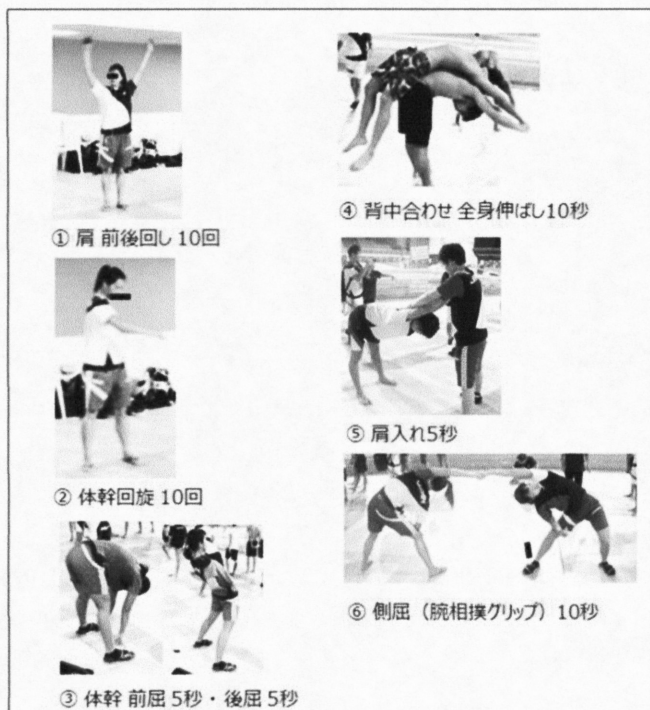 ① 肩 前後回し 10回
② 体幹回旋 10回
③ 体幹 前屈 5秒・後屈 5秒
④ 背中合わせ 全身伸ばし10秒
⑤ 肩入れ5秒
⑥ 側屈（腕相撲グリップ）10秒